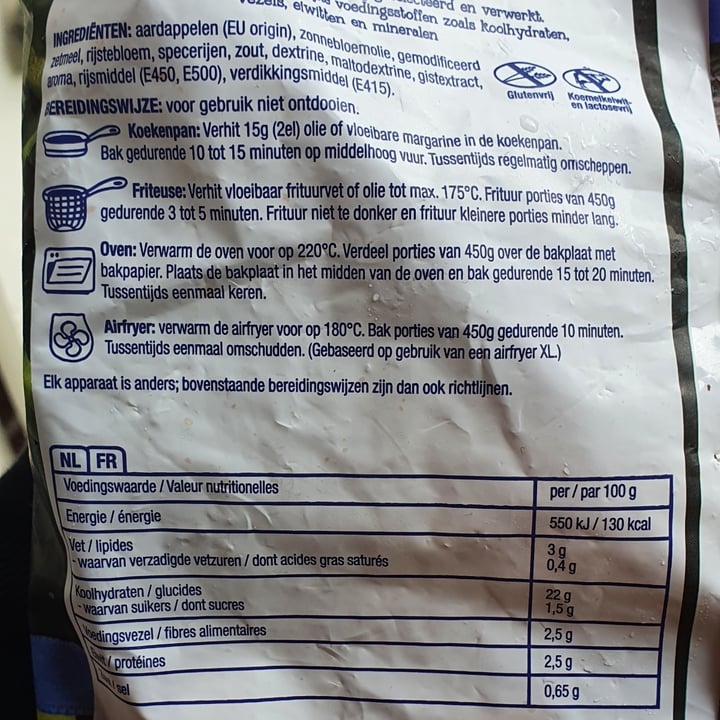 en verwerkt.
voedingsstoffen zoals koolhydraten,
eiwitten en mineralen
INGREDIËNTEN: aardappelen (EU origin), zonnebloemolie, gemodificeerd
zetmeel, rijstebloem, specerijen, zout, dextrine, maltodextrine, gistextract,
aroma, rijsmiddel (E450, E500), verdikkingsmiddel (E415).
Glutenvrij
Koemelkeiwit-
en lactosevrij
BEREIDINGSWIJZE: voor gebruik niet ontdooien.
Koekenpan: Verhit 15g (2el) olie of vloeibare margarine in de koekenpan.
Bak gedurende 10 tot 15 minuten op middelhoog vuur. Tussentijds regelmatig omscheppen.
Friteuse: Verhit vloeibaar frituurvet of olie tot max. 175°C. Frituur porties van 450g
gedurende 3 tot 5 minuten. Frituur niet te donker en frituur kleinere porties minder lang.
Oven: Verwarm de oven voor op 220°C. Verdeel porties van 450g over de bakplaat met
bakpapier. Plaats de bakplaat in het midden van de oven en bak gedurende 15 tot 20 minuten.
Tussentijds eenmaal keren.
Airfryer: verwarm de airfryer voor op 180°C. Bak porties van 450g gedurende 10 minuten.
Tussentijds eenmaal omschudden. (Gebaseerd op gebruik van een airfryer XL.)
Elk apparaat is anders; bovenstaande bereidingswijzen zijn dan ook richtlijnen.
NL FR
Voedingswaarde / Valeur nutritionelles per / par 100 g
Energie / énergie 550 kJ / 130 kcal
Vet / lipides 3 g
- waarvan verzadigde vetzuren / dont acides gras saturés 0,4 g
Koolhydraten / glucides 22 g
- waarvan suikers / dont sucres 1,5 g
Voedingsvezel / fibres alimentaires 2,5 g
/ protéines 2,5 g
/ sel 0,65 g